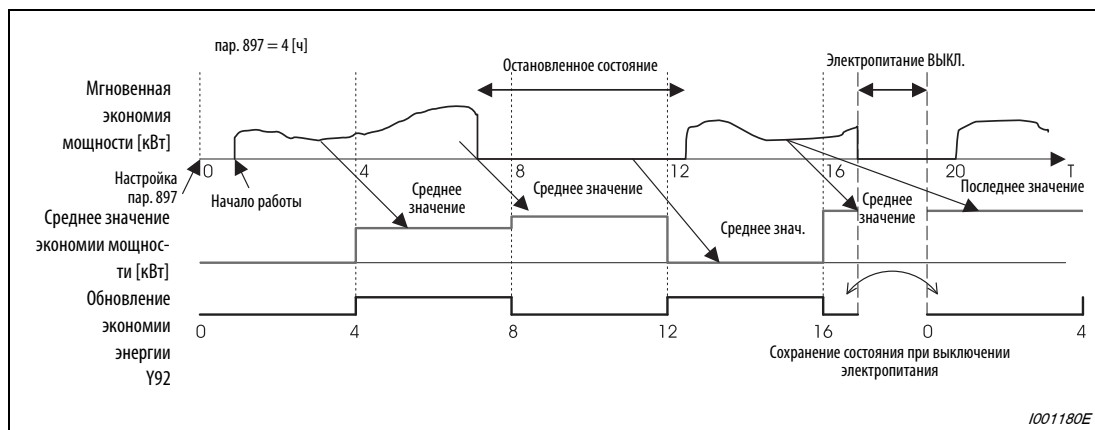 пар. 897 = 4 [ч]
Остановленное состояние
Электропитание ВЫКЛ.
Мгновенная
экономия
мощности [кВт]
0
4
8
12
16
20
T
Настройка
пар. 897
Начало работы
Среднее
значение
Среднее значение
Среднее знач.
Среднее
значение
Последнее значение
Среднее значение
экономии мощнос-
ти [кВт]
Обновление
экономии
энергии
Y92
0
4
8
12
16
0
4
Сохранение состояния при выключении
электропитания
I001180E